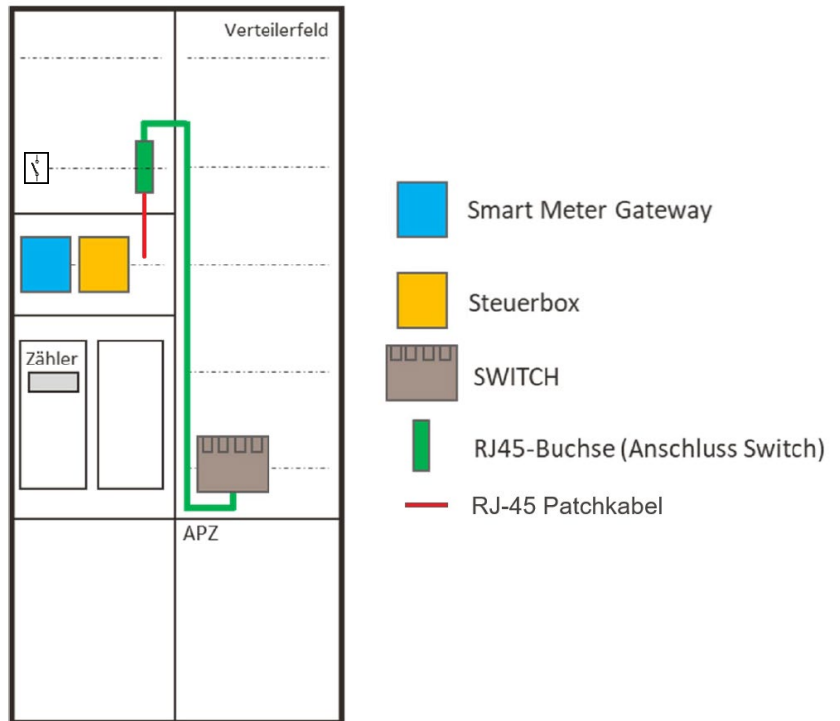 Verteilerfeld
Zähler
APZ
Smart Meter Gateway
Steuerbox
SWITCH
RJ45-Buchse (Anschluss Switch)
RJ-45 Patchkabel